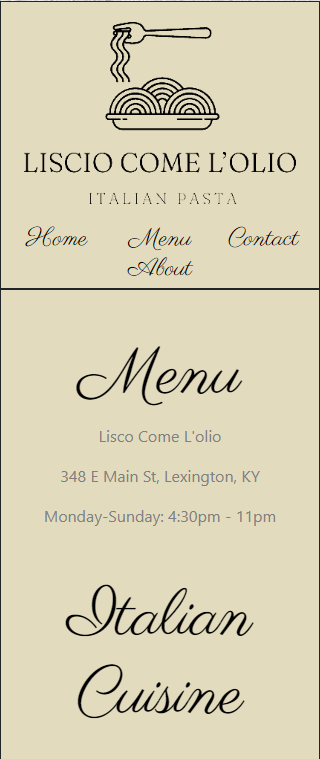 LISCIO COME L'OLIO
ITALIAN PASTA
Home Menu Contact
About
Menu
Lisco Come L'olio
348 E Main St, Lexington, KY
Monday-Sunday: 4:30pm - 11pm
Italian
Cuisine